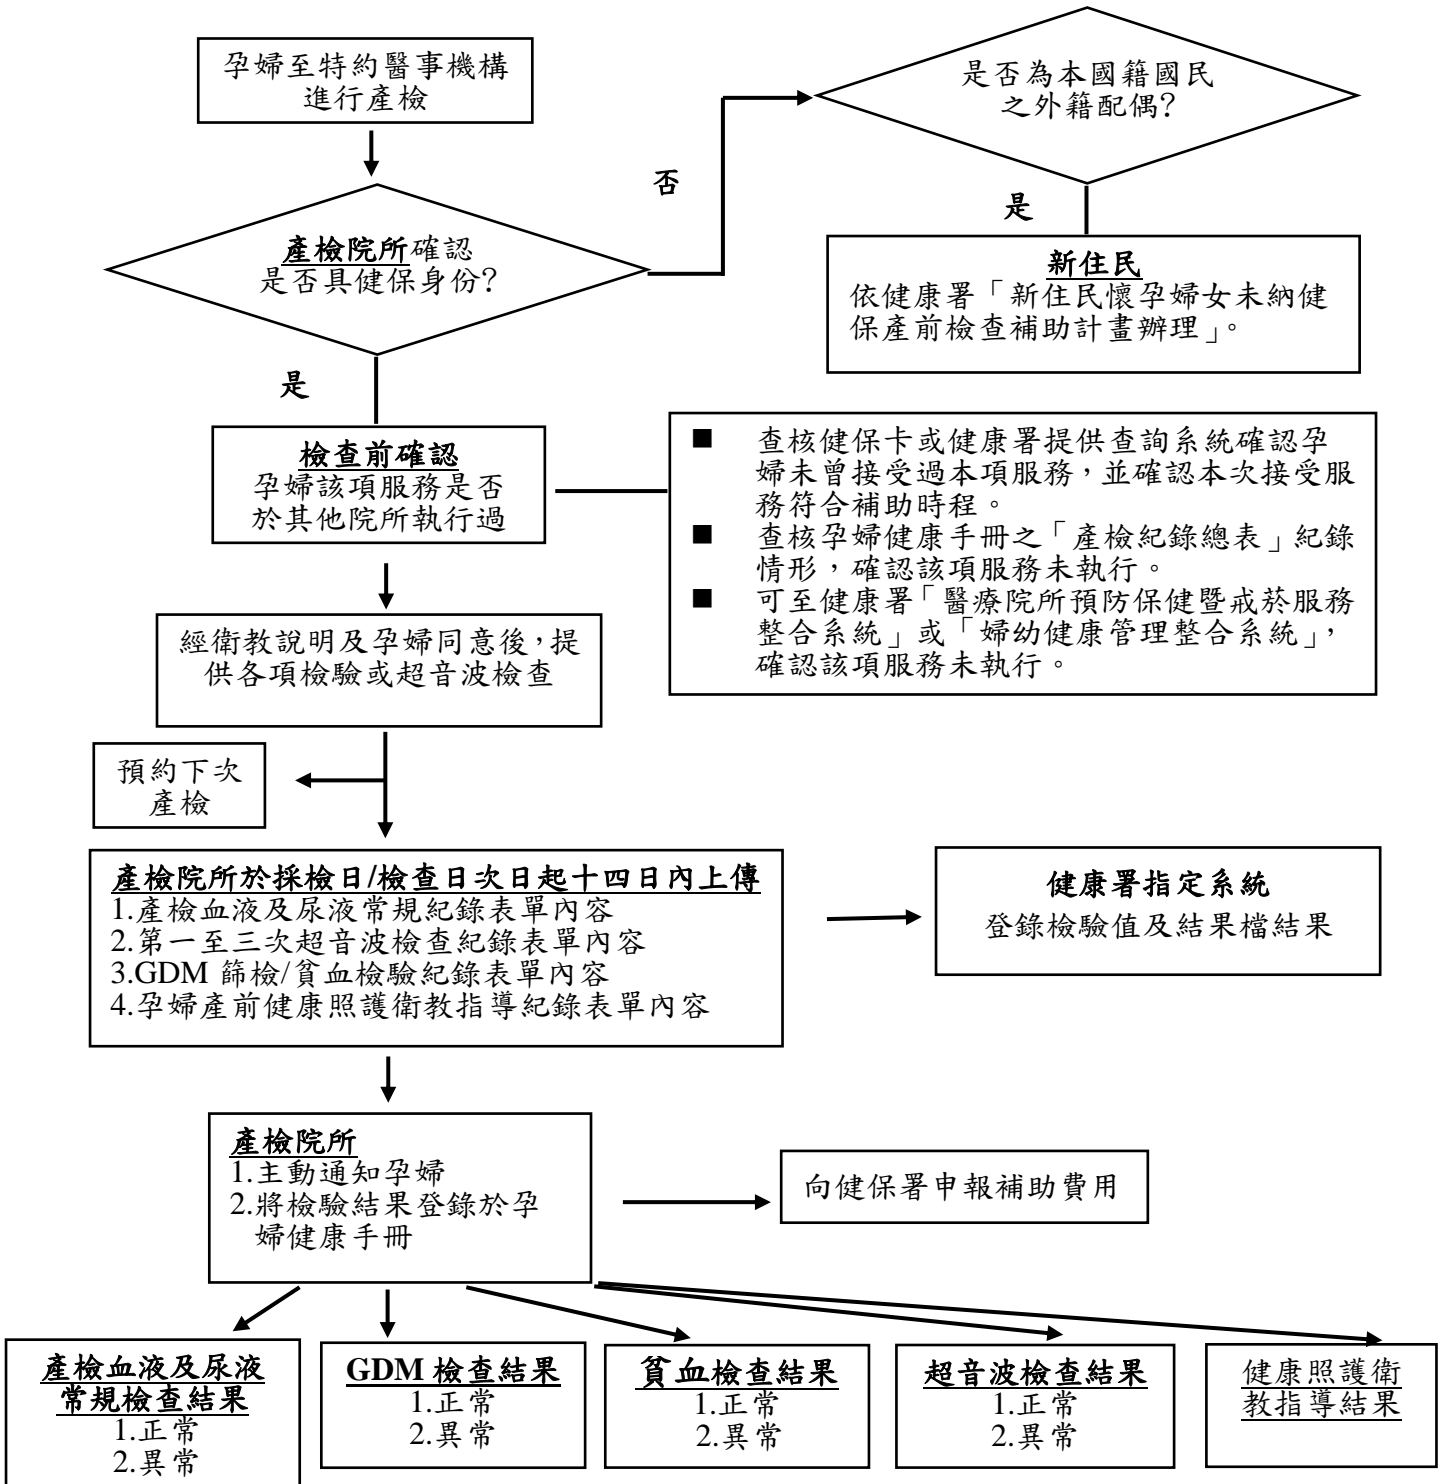 孕婦至特約醫事機構
進行產檢
是否為本國籍國民
之外籍配偶?
否
產檢院所確認
是否具健保身份?
是
新住民
依健康署「新住民懷孕婦女未納健
保產前檢查補助計畫辦理」。
是
檢查前確認
孕婦該項服務是否
於其他院所執行過
■ 查核健保卡或健康署提供查詢系統確認孕
婦未曾接受過本項服務，並確認本次接受服
務符合補助時程。
■ 查核孕婦健康手冊之「產檢紀錄總表」紀錄
情形，確認該項服務未執行。
■ 可至健康署「醫療院所預防保健暨戒菸服務
整合系統」或「婦幼健康管理整合系統」，
確認該項服務未執行。
經衛教說明及孕婦同意後，提
供各項檢驗或超音波檢查
預約下次
產檢
產檢院所於採檢日/檢查日次日起十四日內上傳
1.產檢血液及尿液常規紀錄表單內容
2.第一至三次超音波檢查紀錄表單內容
3.GDM 篩檢/貧血檢驗紀錄表單內容
4.孕婦產前健康照護衛教指導紀錄表單內容
健康署指定系統
登錄檢驗值及結果檔結果
產檢院所
1.主動通知孕婦
2.將檢驗結果登錄於孕
婦健康手冊
向健保署申報補助費用
產檢血液及尿液
常規檢查結果
1.正常
2.異常
GDM 檢查結果
1.正常
2.異常
貧血檢查結果
1.正常
2.異常
超音波檢查結果
1.正常
2.異常
健康照護衛
教指導結果